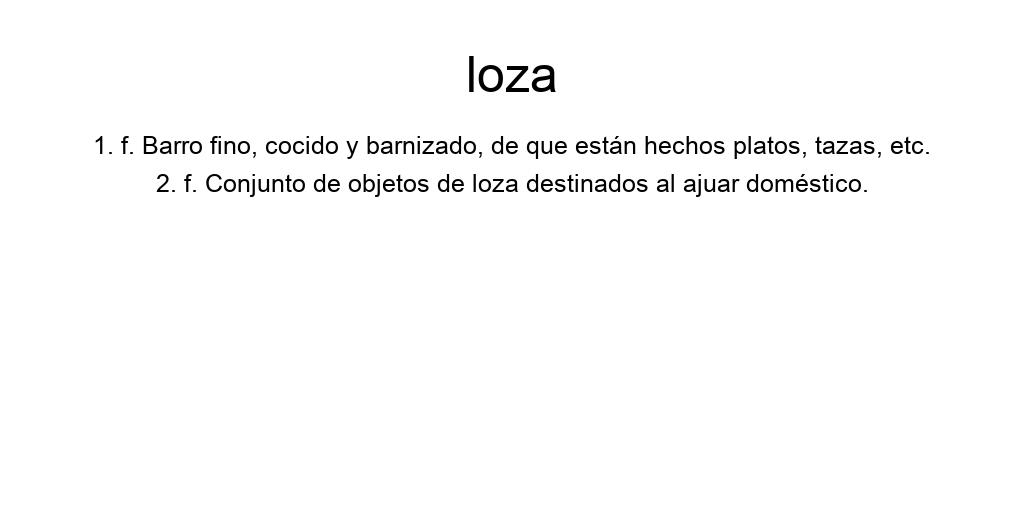 loza
1. f. Barro fino, cocido y barnizado, de que están hechos platos, tazas, etc.
2. f. Conjunto de objetos de loza destinados al ajuar doméstico.